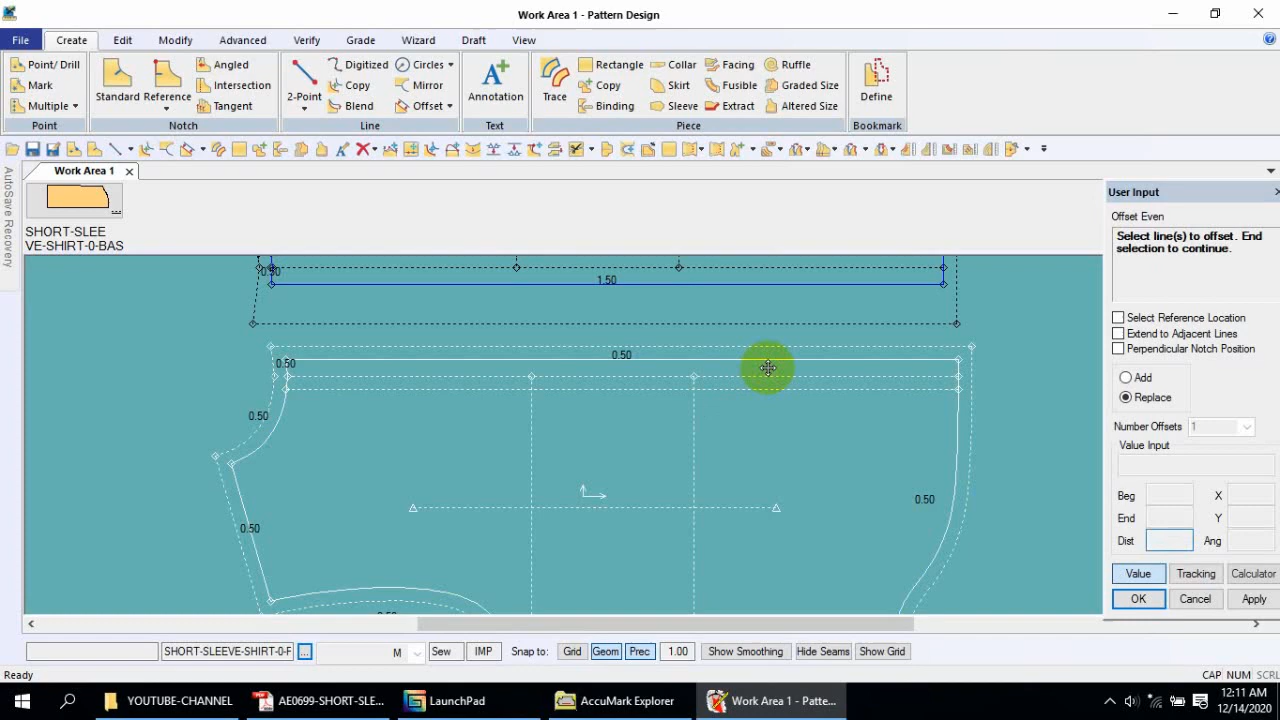 Work Area 1 - Pattern Design
File Create Edit Modify Advanced Verify Grade Wizard Draft View
Point/ Drill
Mark
Multiple
Point
Standard Reference
Angled
Intersection
Tangent
Notch
2-Point
Digitized Circles
Copy Mirror
Blend Offset
Line
Annotation
Text
Trace
Rectangle Collar Facing Ruffle
Copy Skirt Fusible Graded Size
Binding Sleeve Extract Altered Size
Piece
Define
Bookmark
Work Area 1
AutoSave Recovery
SHORT-SLEE
VE-SHIRT-0-BAS
0.50
1.50
0.50
0.50
0.50
0.50
0.50
User Input
Offset Even
Select line(s) to offset. End
selection to continue.
Select Reference Location
Extend to Adjacent Lines
Perpendicular Notch Position
Add
Replace
Number Offsets 1
Value Input
Beg X
End Y
Dist Ang
Value Tracking Calculator
OK Cancel Apply
SHORT-SLEEVE-SHIRT-0-F ... M Sew IMP Snap to: Grid Geom Prec 1.00 Show Smoothing Hide Seams Show Grid
Ready
CAP NUM SCRL
YOUTUBE-CHANNEL
AE0699-SHORT-SLE...
LaunchPad
AccuMark Explorer
Work Area 1 - Patte...
12:11 AM
12/14/2020